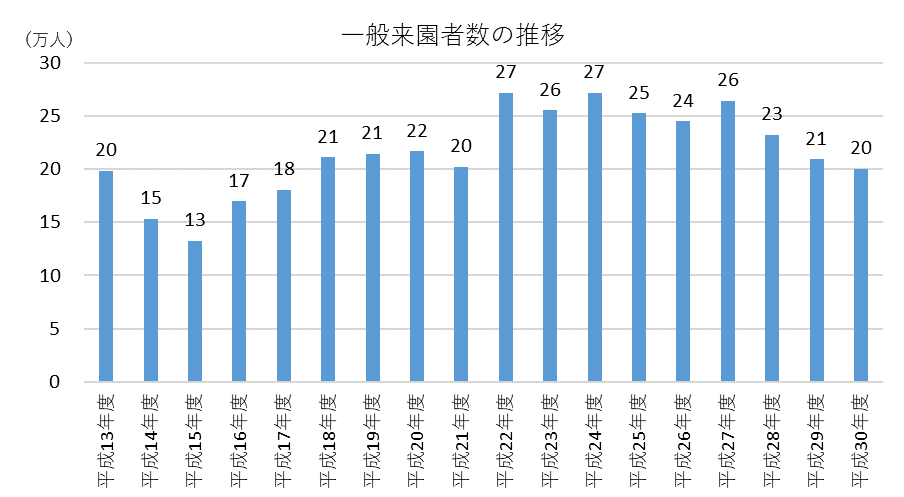 一般来園者数の推移
(万人)
30
25
20
15
10
5
0
20
15
13
17
18
21
21
22
20
27
26
27
25
24
26
23
21
20
平成13年度
平成14年度
平成15年度
平成16年度
平成17年度
平成18年度
平成19年度
平成20年度
平成21年度
平成22年度
平成23年度
平成24年度
平成25年度
平成26年度
平成27年度
平成28年度
平成29年度
平成30年度